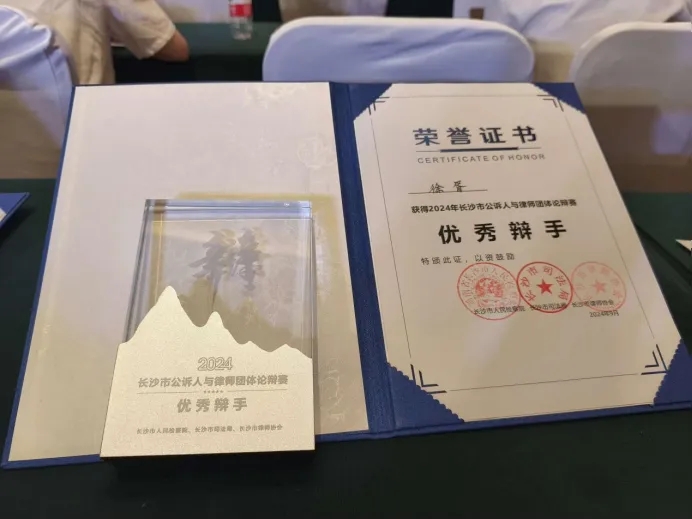 辩
2024
长沙市公诉人与律师团体论辩赛
优秀辩手
长沙市人民检察院、长沙市司法局、长沙市律师协会
荣誉证书
CERTIFICATE OF HONOR
徐胥
获得2024年长沙市公诉人与律师团体论辩赛
优秀辩手
特颁此证,以资鼓励
长沙市人民检察院 长沙市司法局 长沙市律师协会
2024年9月